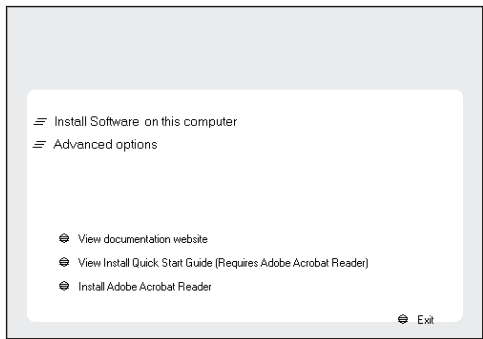 Install Software on this computer
Advanced options
View documentation website
View Install Quick Start Guide (Requires Adobe Acrobat Reader)
Install Adobe Acrobat Reader
Exit